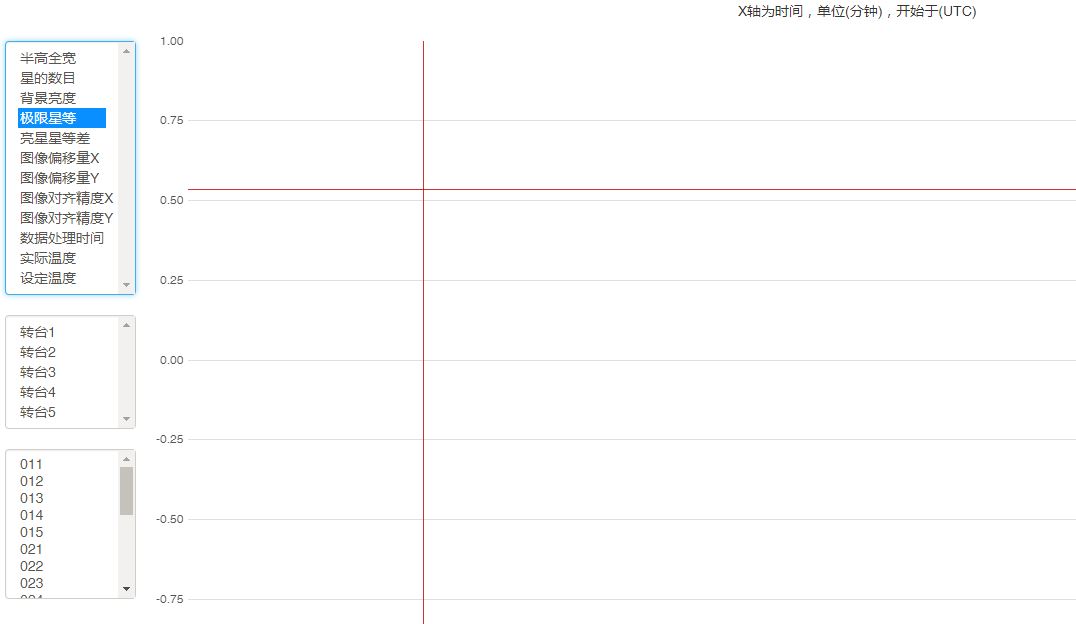 X轴为时间，单位(分钟)，开始于(UTC)
半高全宽
星的数目
背景亮度
极限星等
亮星星等差
图像偏移量X
图像偏移量Y
图像对齐精度X
图像对齐精度Y
数据处理时间
实际温度
设定温度
转台1
转台2
转台3
转台4
转台5
011
012
013
014
015
021
022
023
1.00
0.75
0.50
0.25
0.00
-0.25
-0.50
-0.75